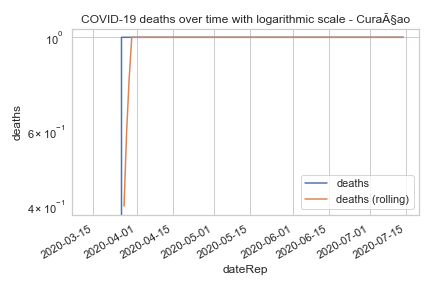 COVID-19 deaths over time with logarithmic scale - CuraÃ§ao
10⁰
6 × 10⁻¹
4 × 10⁻¹
deaths
deaths
deaths (rolling)
2020-03-15
2020-04-01
2020-04-15
2020-05-01
2020-05-15
2020-06-01
2020-06-15
2020-07-01
2020-07-15
dateRep